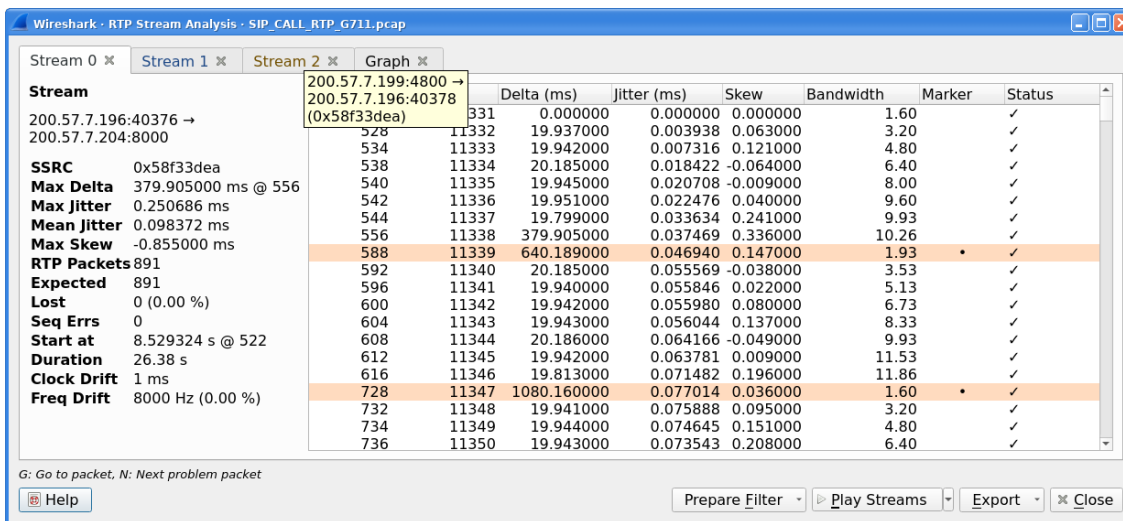 Wireshark · RTP Stream Analysis · SIP_CALL_RTP_G711.pcap
Stream 0 Stream 1 Stream 2 Graph
200.57.7.199:4800 →
200.57.7.196:40378
(0x58f33dea)
Stream
200.57.7.196:40376 →
200.57.7.204:8000
SSRC 0x58f33dea
Max Delta 379.905000 ms @ 556
Max Jitter 0.250686 ms
Mean Jitter 0.098372 ms
Max Skew -0.855000 ms
RTP Packets 891
Expected 891
Lost 0 (0.00 %)
Seq Errs 0
Start at 8.529324 s @ 522
Duration 26.38 s
Clock Drift 1 ms
Freq Drift 8000 Hz (0.00 %)
Delta (ms) Jitter (ms) Skew Bandwidth Marker Status
331 0.000000 0.000000 0.000000 1.60 ✓
528 11332 19.937000 0.003938 0.063000 3.20 ✓
534 11333 19.942000 0.007316 0.121000 4.80 ✓
538 11334 20.185000 0.018422 -0.064000 6.40 ✓
540 11335 19.945000 0.020708 -0.009000 8.00 ✓
542 11336 19.951000 0.022476 0.040000 9.60 ✓
544 11337 19.799000 0.033634 0.241000 9.93 ✓
556 11338 379.905000 0.037469 0.336000 10.26 ✓
588 11339 640.189000 0.046940 0.147000 1.93 • ✓
592 11340 20.185000 0.055569 -0.038000 3.53 ✓
596 11341 19.940000 0.055846 0.022000 5.13 ✓
600 11342 19.942000 0.055980 0.080000 6.73 ✓
604 11343 19.943000 0.056044 0.137000 8.33 ✓
608 11344 20.186000 0.064166 -0.049000 9.93 ✓
612 11345 19.942000 0.063781 0.009000 11.53 ✓
616 11346 19.813000 0.071482 0.196000 11.86 ✓
728 11347 1080.160000 0.077014 0.036000 1.60 • ✓
732 11348 19.941000 0.075888 0.095000 3.20 ✓
734 11349 19.944000 0.074645 0.151000 4.80 ✓
736 11350 19.943000 0.073543 0.208000 6.40 ✓
G: Go to packet, N: Next problem packet
Help Prepare Filter Play Streams Export Close